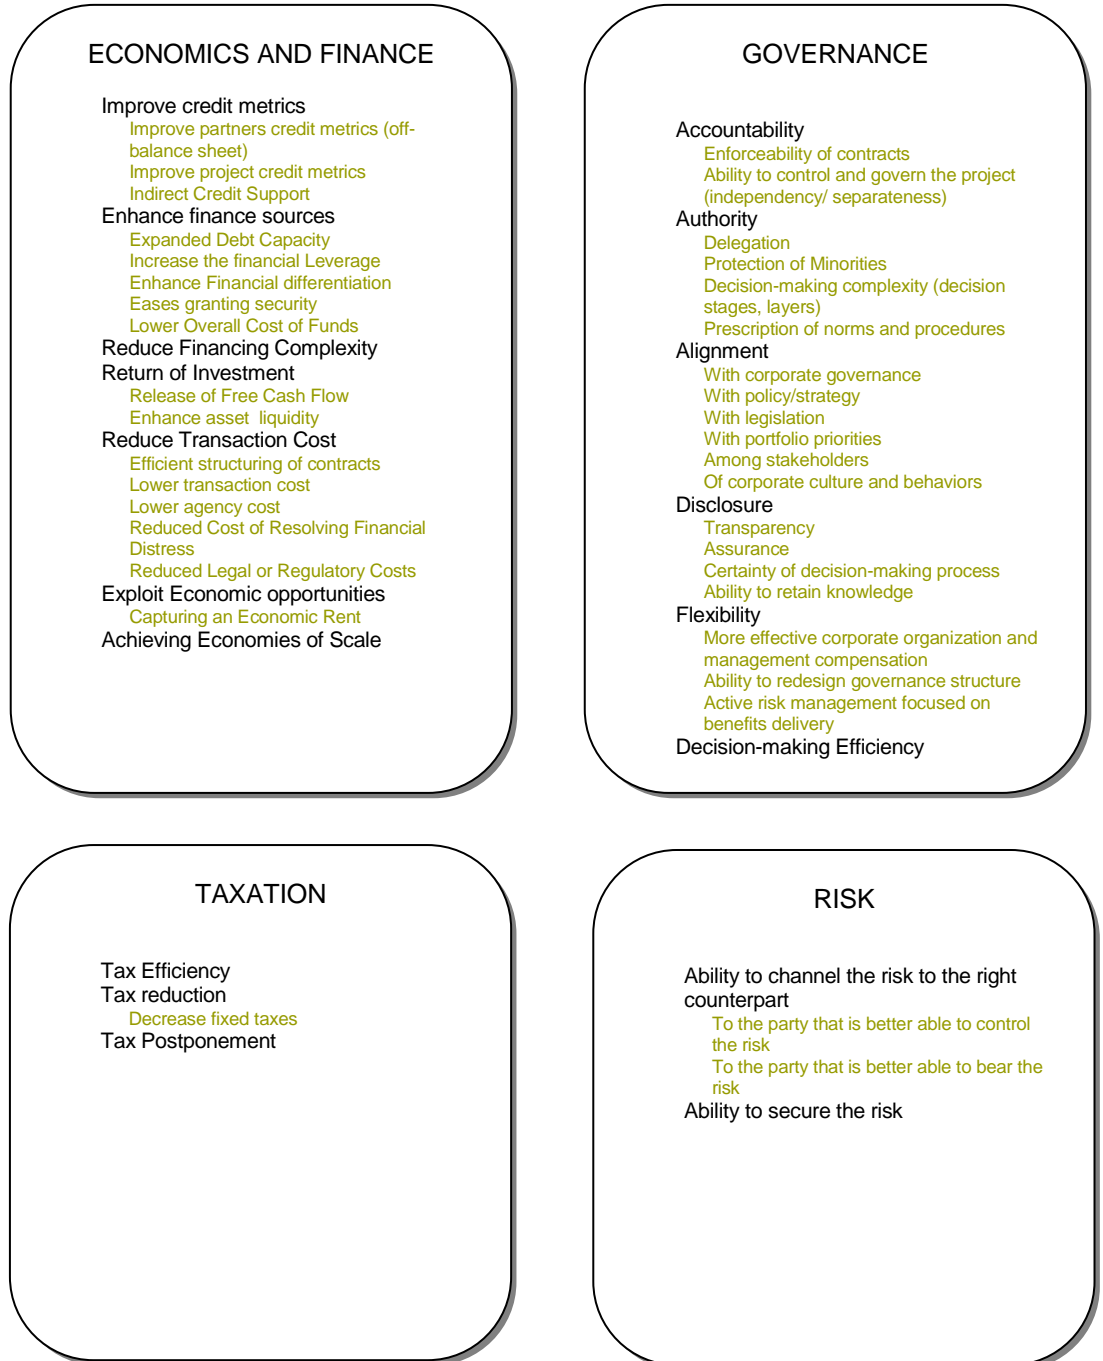 ECONOMICS AND FINANCE
Improve credit metrics
Improve partners credit metrics (off-
balance sheet)
Improve project credit metrics
Indirect Credit Support
Enhance finance sources
Expanded Debt Capacity
Increase the financial Leverage
Enhance Financial differentiation
Eases granting security
Lower Overall Cost of Funds
Reduce Financing Complexity
Return of Investment
Release of Free Cash Flow
Enhance asset liquidity
Reduce Transaction Cost
Efficient structuring of contracts
Lower transaction cost
Lower agency cost
Reduced Cost of Resolving Financial
Distress
Reduced Legal or Regulatory Costs
Exploit Economic opportunities
Capturing an Economic Rent
Achieving Economies of Scale
GOVERNANCE
Accountability
Enforceability of contracts
Ability to control and govern the project
(independency/ separateness)
Authority
Delegation
Protection of Minorities
Decision-making complexity (decision
stages, layers)
Prescription of norms and procedures
Alignment
With corporate governance
With policy/strategy
With legislation
With portfolio priorities
Among stakeholders
Of corporate culture and behaviors
Disclosure
Transparency
Assurance
Certainty of decision-making process
Ability to retain knowledge
Flexibility
More effective corporate organization and
management compensation
Ability to redesign governance structure
Active risk management focused on
benefits delivery
Decision-making Efficiency
TAXATION
Tax Efficiency
Tax reduction
Decrease fixed taxes
Tax Postponement
RISK
Ability to channel the risk to the right
counterpart
To the party that is better able to control
the risk
To the party that is better able to bear the
risk
Ability to secure the risk